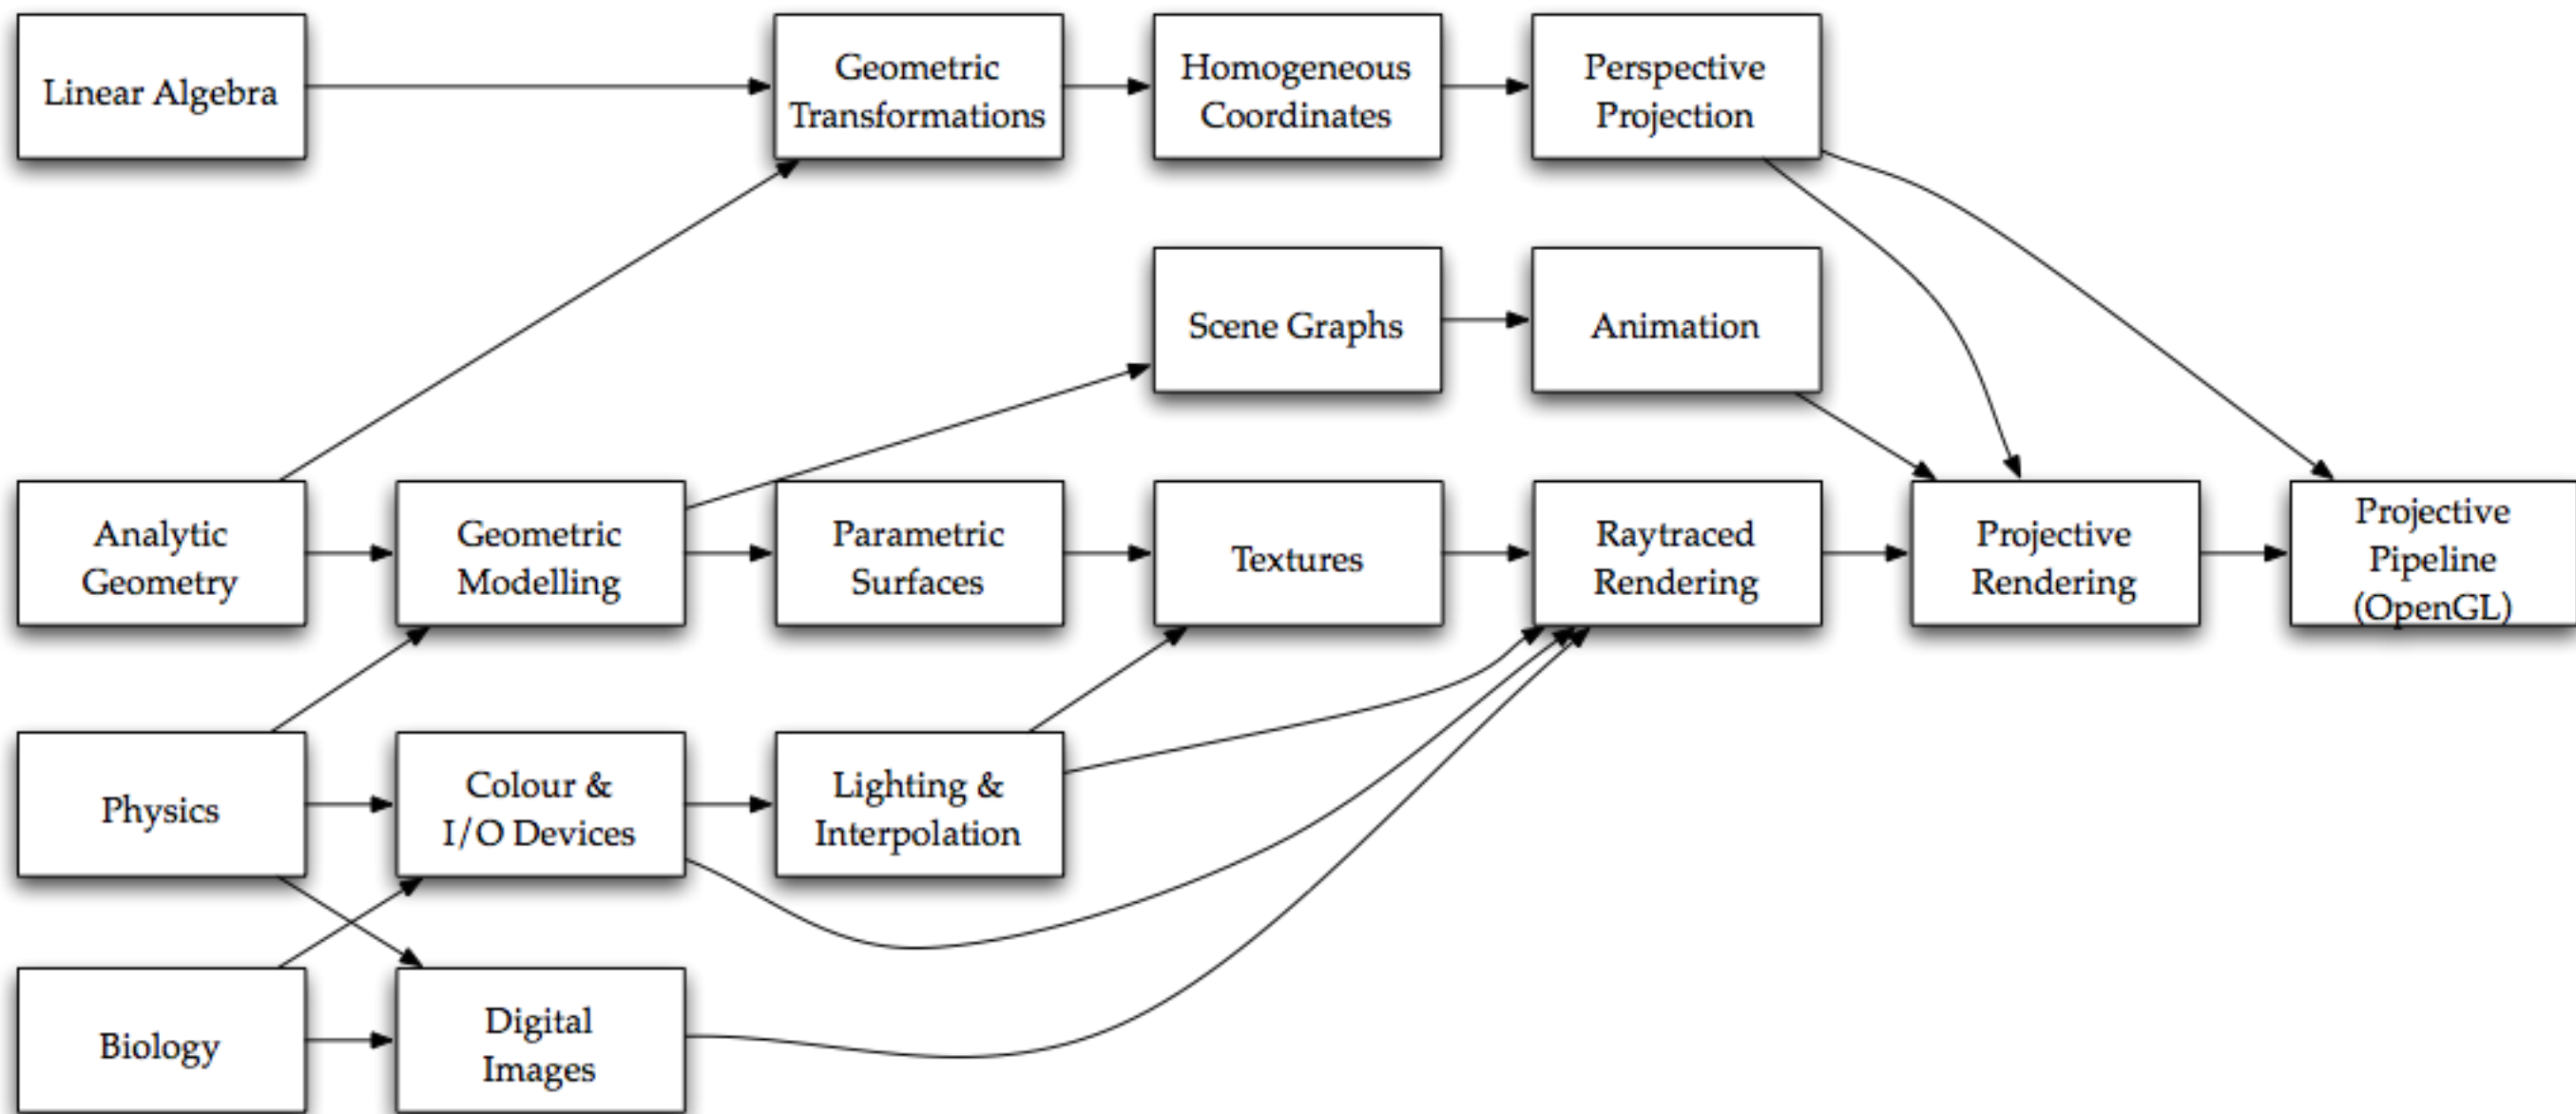 Linear Algebra
Geometric
Transformations
Homogeneous
Coordinates
Perspective
Projection
Scene Graphs
Animation
Analytic
Geometry
Geometric
Modelling
Parametric
Surfaces
Textures
Raytraced
Rendering
Projective
Rendering
Projective
Pipeline
(OpenGL)
Physics
Colour &
I/O Devices
Lighting &
Interpolation
Biology
Digital
Images